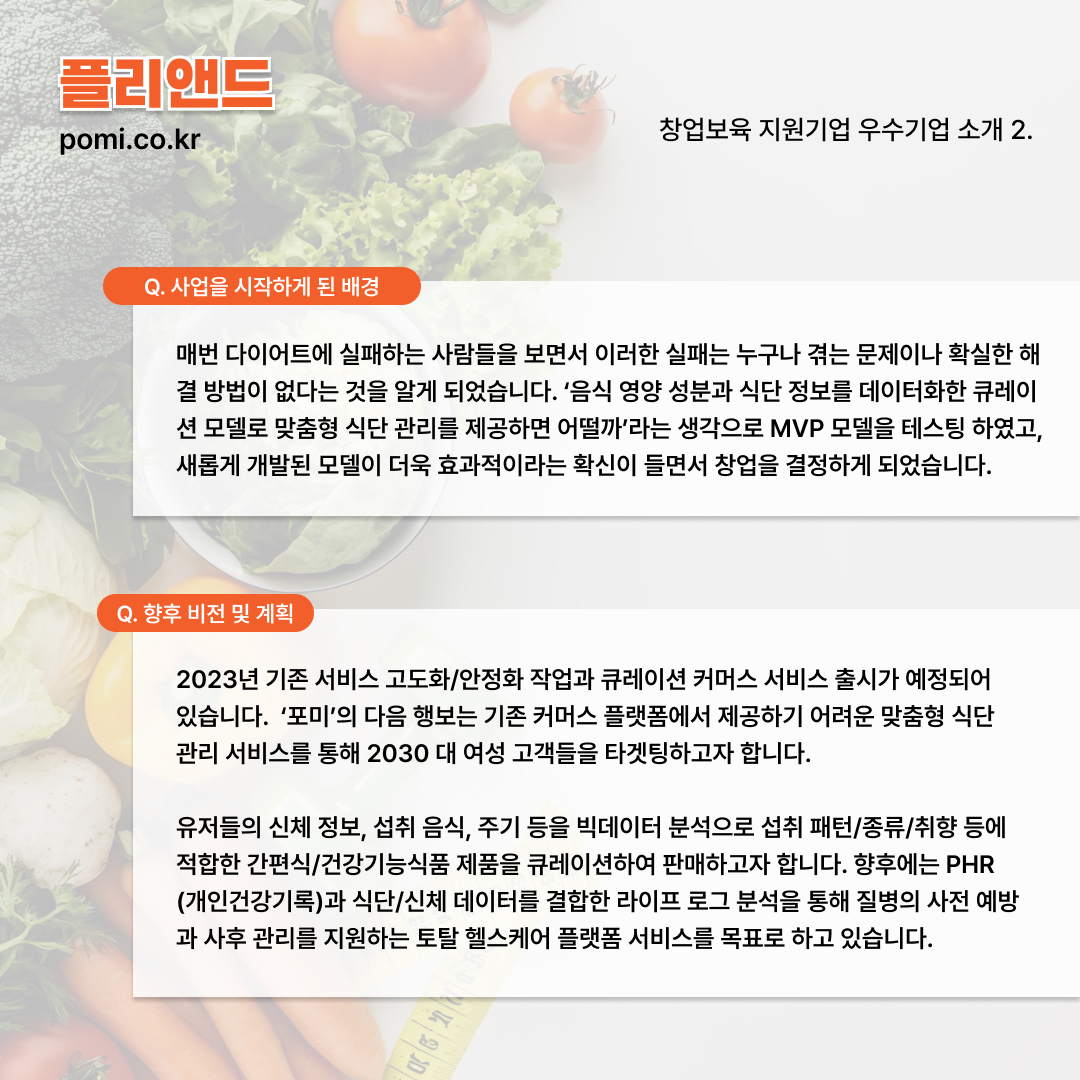 플리앤드
pomi.co.kr
창업보육 지원기업 우수기업 소개 2.
Q. 사업을 시작하게 된 배경
매번 다이어트에 실패하는 사람들을 보면서 이러한 실패는 누구나 겪는 문제이나 확실한 해
결 방법이 없다는 것을 알게 되었습니다. ‘음식 영양 성분과 식단 정보를 데이터화한 큐레이
션 모델로 맞춤형 식단 관리를 제공하면 어떨까’라는 생각으로 MVP 모델을 테스팅 하였고,
새롭게 개발된 모델이 더욱 효과적이라는 확신이 들면서 창업을 결정하게 되었습니다.
Q. 향후 비전 및 계획
2023년 기존 서비스 고도화/안정화 작업과 큐레이션 커머스 서비스 출시가 예정되어
있습니다. ‘포미’의 다음 행보는 기존 커머스 플랫폼에서 제공하기 어려운 맞춤형 식단
관리 서비스를 통해 2030 대 여성 고객들을 타겟팅하고자 합니다.
유저들의 신체 정보, 섭취 음식, 주기 등을 빅데이터 분석으로 섭취 패턴/종류/취향 등에
적합한 간편식/건강기능식품 제품을 큐레이션하여 판매하고자 합니다. 향후에는 PHR
(개인건강기록)과 식단/신체 데이터를 결합한 라이프 로그 분석을 통해 질병의 사전 예방
과 사후 관리를 지원하는 토탈 헬스케어 플랫폼 서비스를 목표로 하고 있습니다.